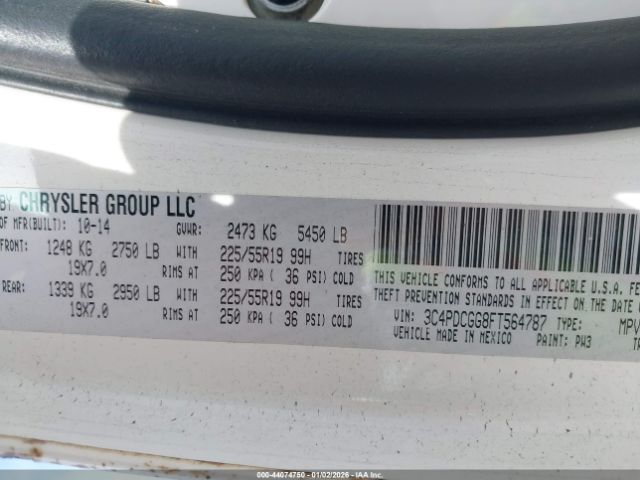 BY CHRYSLER GROUP LLC
OF MFR(BUILT): 10-14 GVWR: 2473 KG 5450 LB
FRONT: 1248 KG 2750 LB WITH 225/55R19 99H TIRES
19X7.0 RIMS AT 250 KPA ( 36 PSI) COLD
REAR: 1339 KG 2950 LB WITH 225/55R19 99H TIRES
19X7.0 RIMS AT 250 KPA ( 36 PSI) COLD
THIS VEHICLE CONFORMS TO ALL APPLICABLE U.S.A. FE
THEFT PREVENTION STANDARDS IN EFFECT ON THE DATE
VIN: 3C4PDCGG8FT564787 TYPE: MPV
VEHICLE MADE IN MEXICO PAINT: PW3
000-44074750 - 01/02/2026 - IAAI.COM